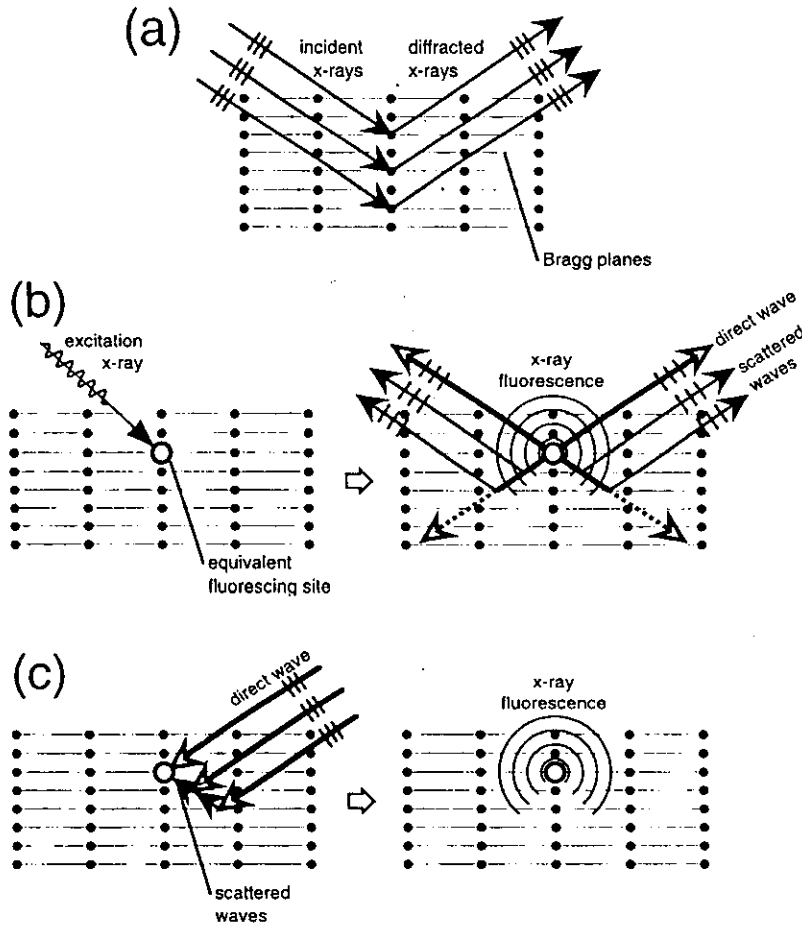 (a)
incident
x-rays
diffracted
x-rays
Bragg planes
(b)
excitation
x-ray
equivalent
fluorescing site
x-ray
fluorescence
direct wave
scattered
waves
(c)
direct wave
scattered
waves
x-ray
fluorescence